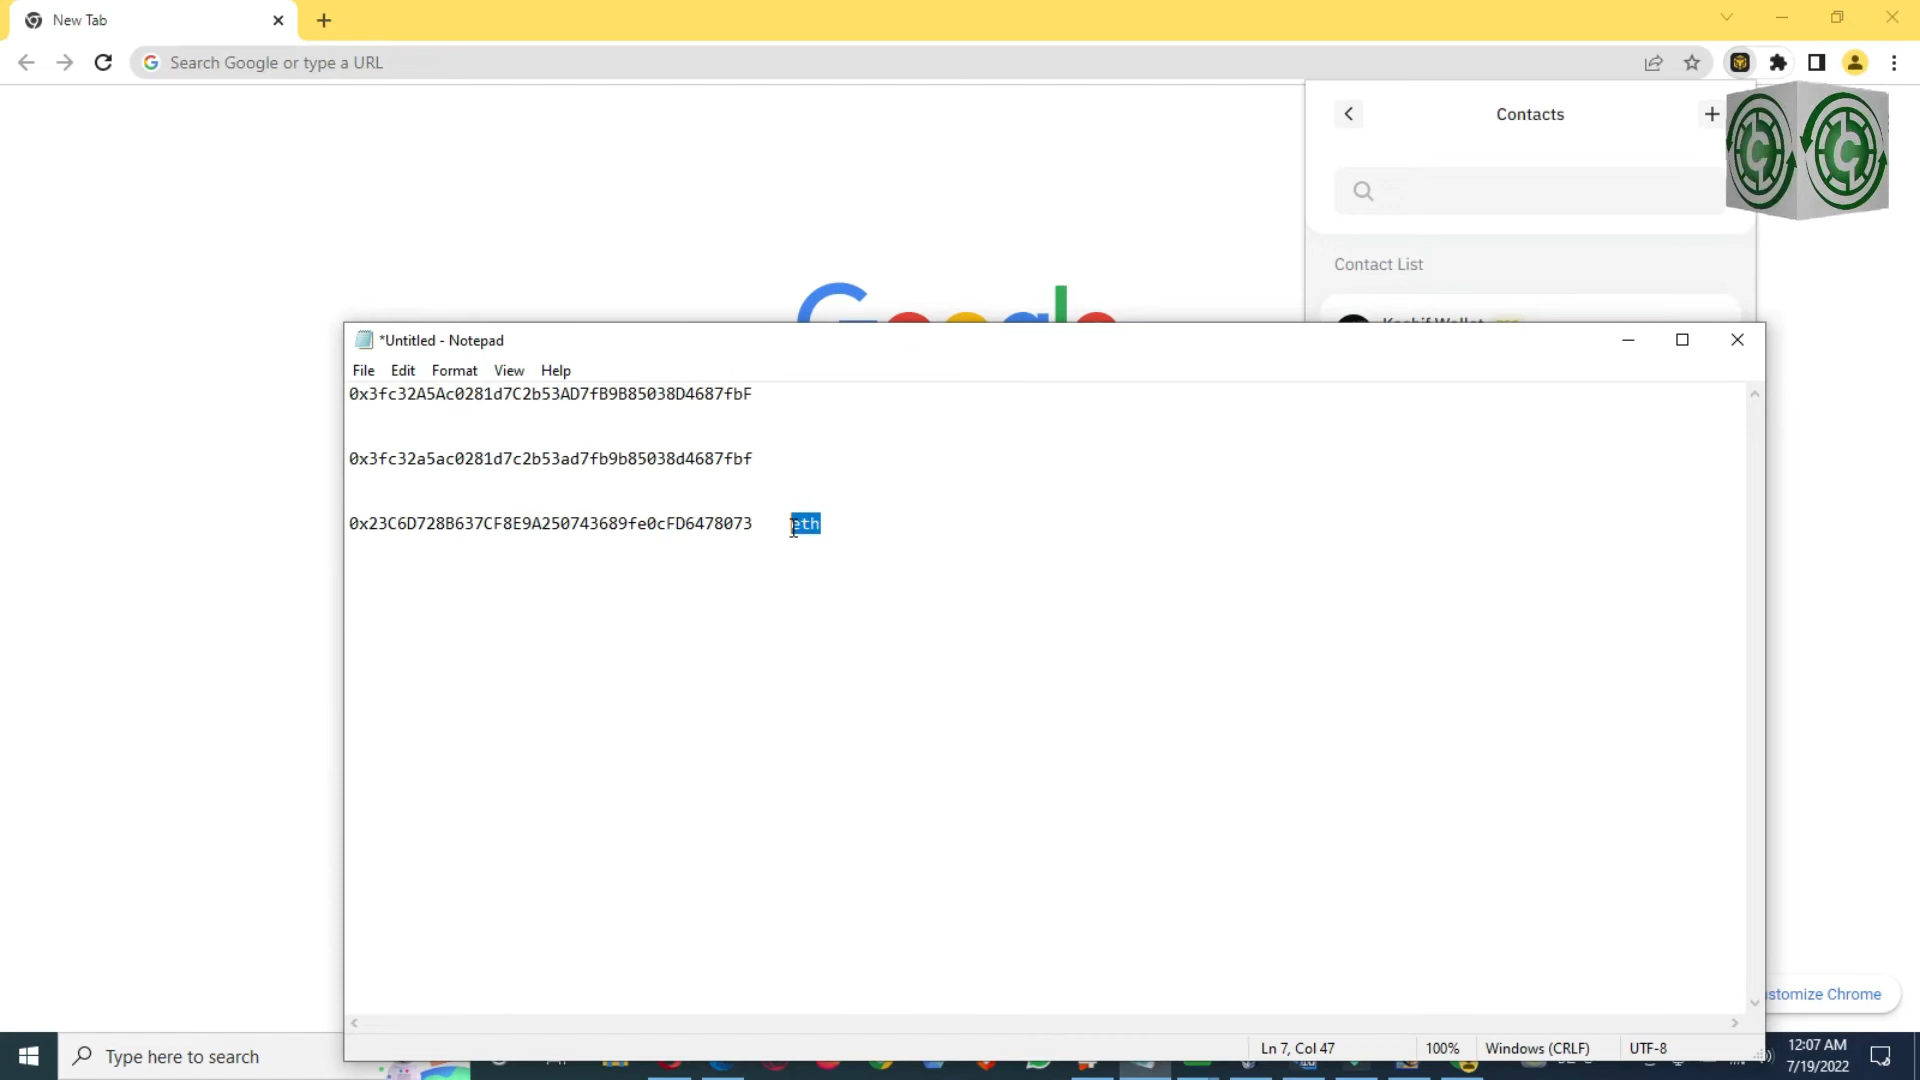 New Tab
Search Google or type a URL
Contacts
Contact List
*Untitled - Notepad
File Edit Format View Help
0x3fc32A5Ac0281d7C2b53AD7fB9B85038D4687fbF
0x3fc32a5ac0281d7c2b53ad7fb9b85038d4687fbf
0x23C6D728B637CF8E9A250743689fe0cFD6478073 eth
stomize Chrome
Ln 7, Col 47 100% Windows (CRLF) UTF-8
Type here to search
12:07 AM
7/19/2022